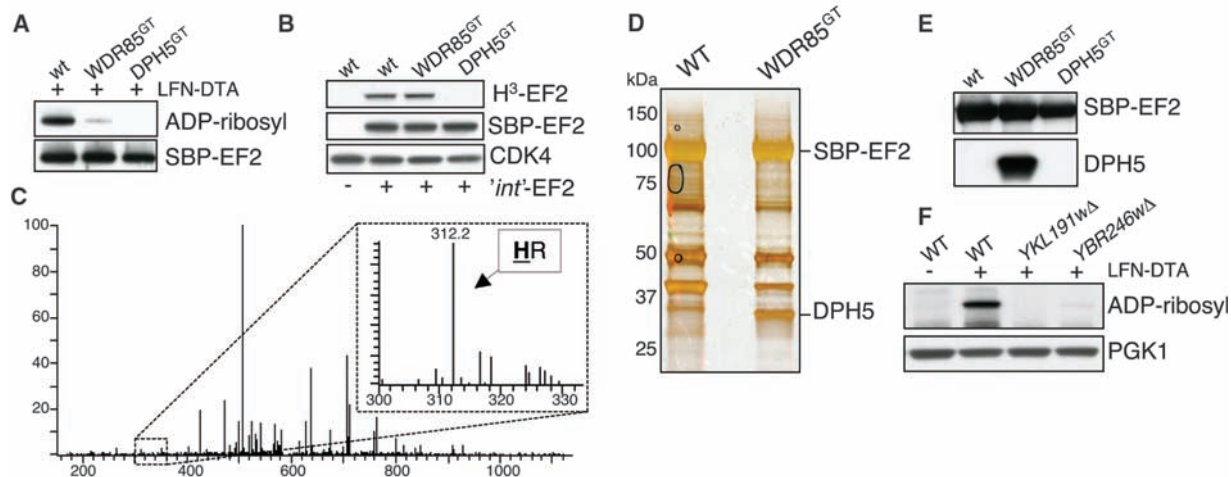 A
wt
WDR85GT
DPH5GT
+ + + LFN-DTA
ADP-ribosyl
SBP-EF2
B
wt
wt
WDR85GT
DPH5GT
H3-EF2
SBP-EF2
CDK4
- + + + 'int'-EF2
C
100
80
60
40
20
200 400 600 800 1000
312.2
HR
300 310 320 330
D
WT
WDR85GT
kDa
150
100
75
50
37
25
SBP-EF2
DPH5
E
wt
WDR85GT
DPH5GT
SBP-EF2
DPH5
F
WT
WT
YKL191wΔ
YBR246wΔ
- + + + LFN-DTA
ADP-ribosyl
PGK1